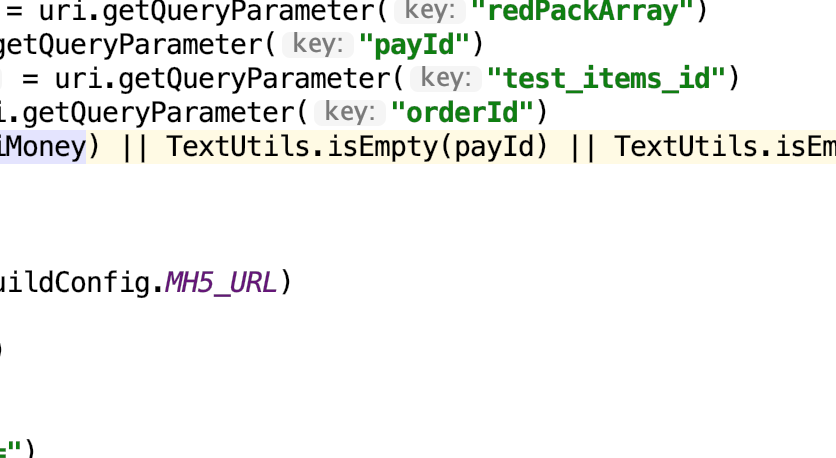 = uri.getQueryParameter( key: "redPackArray")
getQueryParameter( key: "payId")
= uri.getQueryParameter( key: "test_items_id")
i.getQueryParameter( key: "orderId")
iMoney) || TextUtils.isEmpty(payId) || TextUtils.isEm
uildConfig.MH5_URL)
)
=")